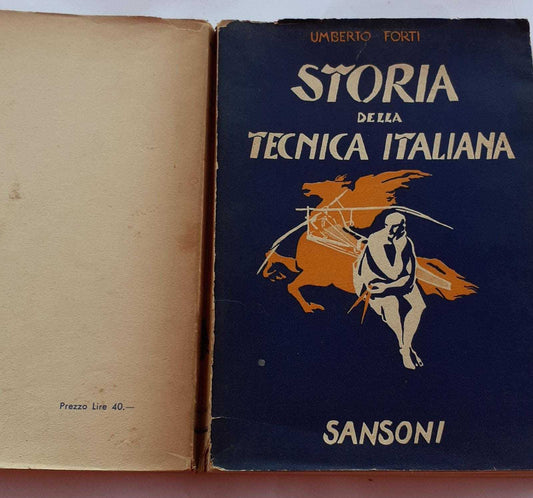 Prezzo Lire 40.—
UMBERTO FORTI
STORIA
DELLA
TECNICA ITALIANA
SANSONI